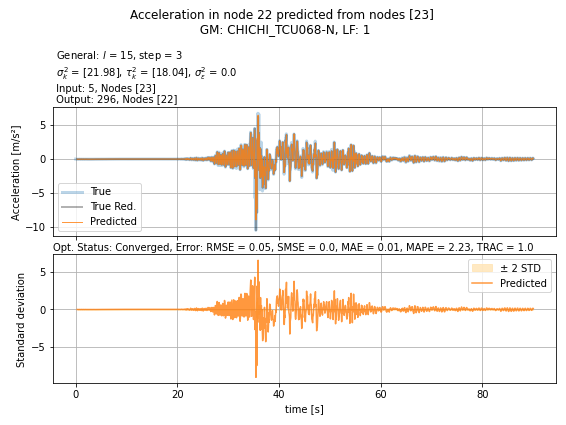 Acceleration in node 22 predicted from nodes [23]
GM: CHICHI_TCU068-N, LF: 1
General: l = 15, step = 3
σ²ₖ = [21.98], τ²ₖ = [18.04], σ²ε = 0.0
Input: 5, Nodes [23]
Output: 296, Nodes [22]
Acceleration [m/s²]
5
0
−5
−10
True
True Red.
Predicted
Opt. Status: Converged, Error: RMSE = 0.05, SMSE = 0.0, MAE = 0.01, MAPE = 2.23, TRAC = 1.0
Standard deviation
5
0
−5
± 2 STD
Predicted
0 20 40 60 80
time [s]